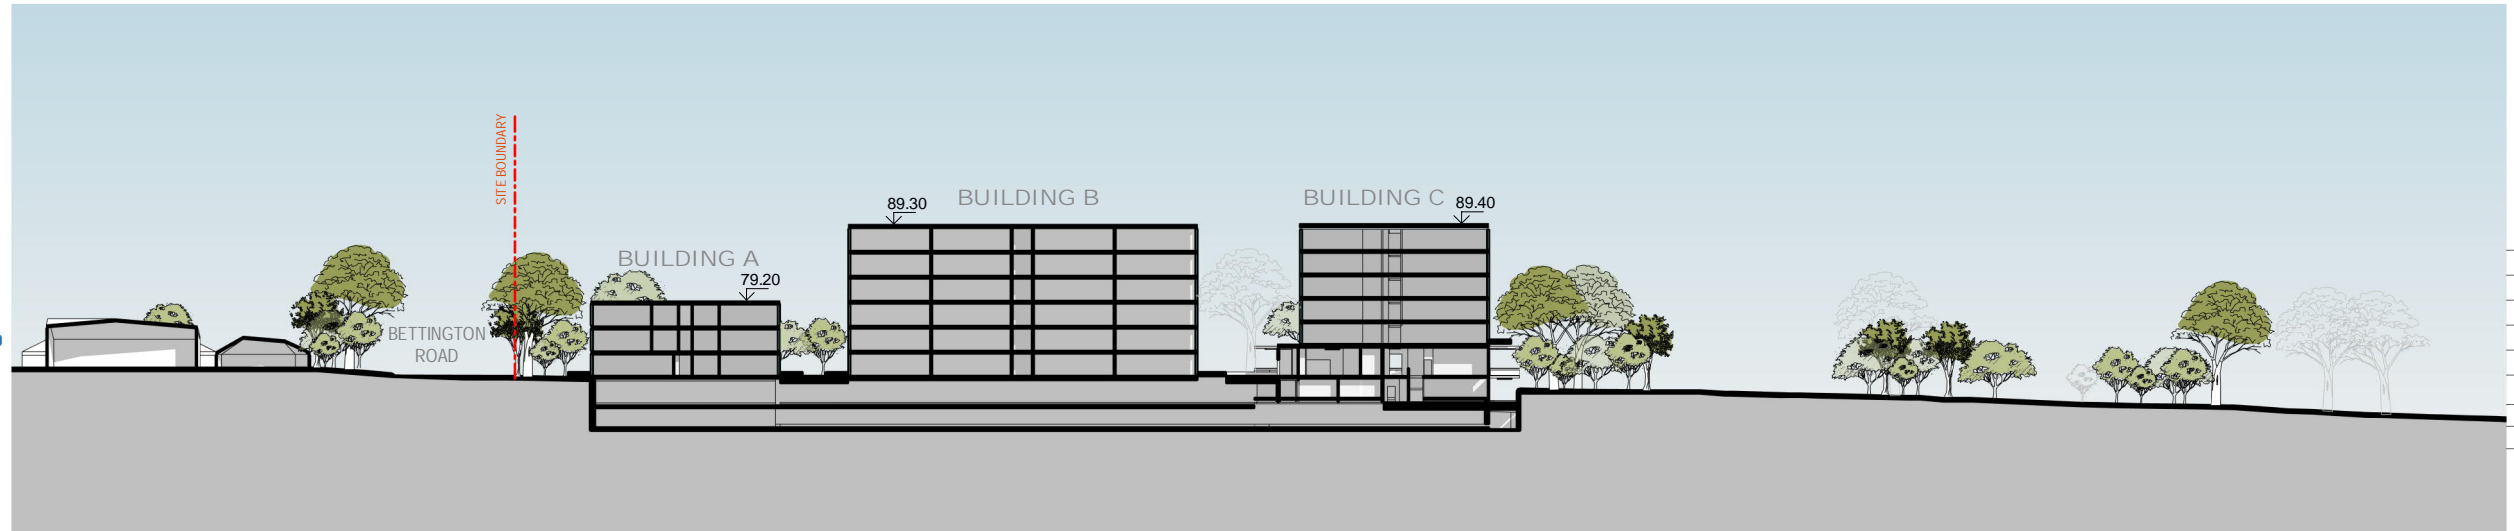 SITE BOUNDARY
BETTINGTON
ROAD
BUILDING A
79.20
89.30
BUILDING B
BUILDING C
89.40